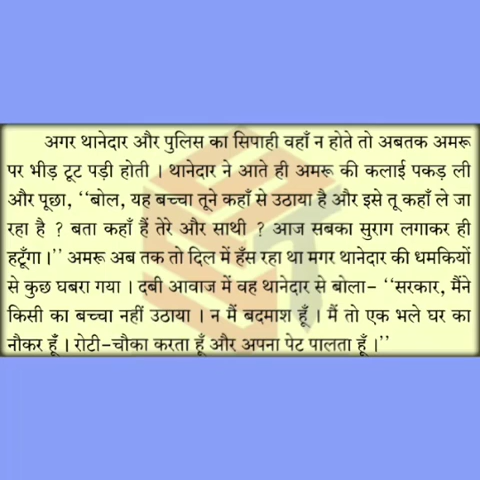 अगर थानेदार और पुलिस का सिपाही वहाँ न होते तो अबतक अमरू
पर भीड़ टूट पड़ी होती । थानेदार ने आते ही अमरू की कलाई पकड़ ली
और पूछा, ‘‘बोल, यह बच्चा तूने कहाँ से उठाया है और इसे तू कहाँ ले जा
रहा है ? बता कहाँ हैं तेरे और साथी ? आज सबका सुराग लगाकर ही
हटूँगा ।’’ अमरू अब तक तो दिल में हँस रहा था मगर थानेदार की धमकियों
से कुछ घबरा गया । दबी आवाज में वह थानेदार से बोला– ‘‘सरकार, मैंने
किसी का बच्चा नहीं उठाया । न मैं बदमाश हूँ । मैं तो एक भले घर का
नौकर हूँ । रोटी–चौका करता हूँ और अपना पेट पालता हूँ ।’’